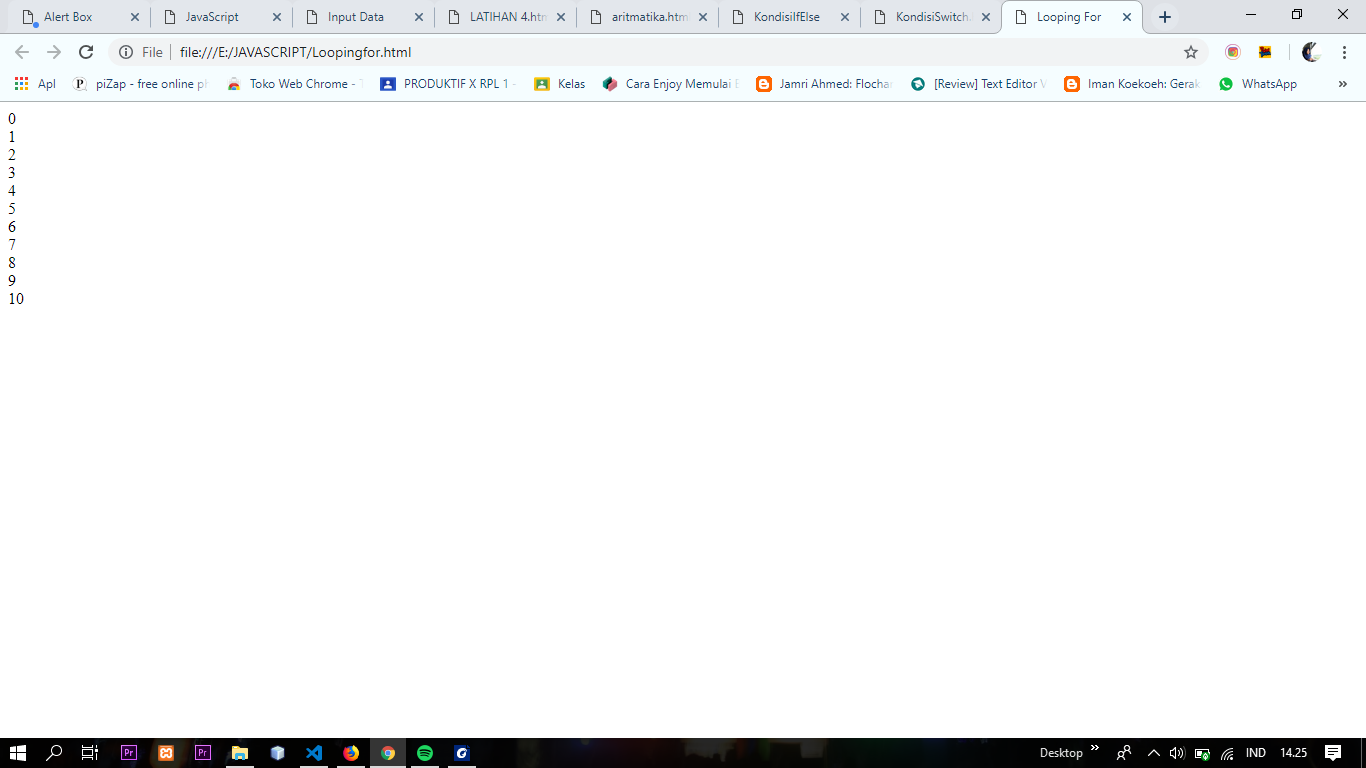 Alert Box JavaScript Input Data LATIHAN 4.htm aritmatika.htm KondisiIfElse KondisiSwitch Looping For
File file:///E:/JAVASCRIPT/Loopingfor.html
Apl piZap - free online ph Toko Web Chrome - T PRODUKTIF X RPL 1 - Kelas Cara Enjoy Memulai B Jamri Ahmed: Flochar [Review] Text Editor V Iman Koekoeh: Gerak WhatsApp »
0
1
2
3
4
5
6
7
8
9
10
Pr Pr Desktop » IND 14.25